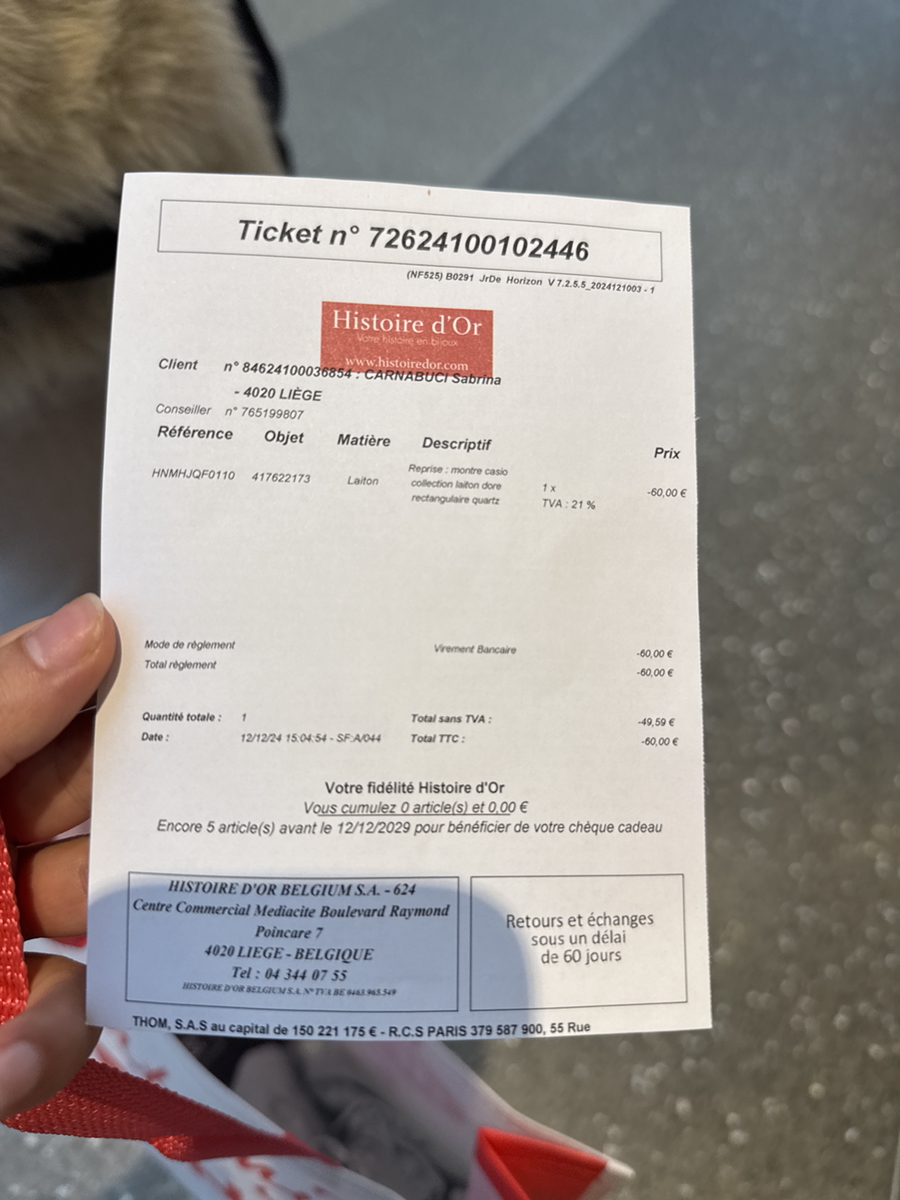 Ticket n° 72624100102446
(NF525) B0291 JrDe Horizon V 7.2.5.5_2024121003 - 1
Histoire d'Or
Votre histoire en bijoux
www.histoiredor.com
Client n° 84624100036854 : CARNABUCI Sabrina
- 4020 LIÈGE
Conseiller n° 765199807
Référence Objet Matière Descriptif Prix
HNMHJQF0110 417622173 Laiton Reprise : montre casio
collection laiton dore 1 x -60,00 €
rectangulaire quartz TVA : 21 %
Mode de règlement Virement Bancaire -60,00 €
Total règlement -60,00 €
Quantité totale : 1 Total sans TVA : -49,59 €
Date : 12/12/24 15:04:54 - SF:A/044 Total TTC : -60,00 €
Votre fidélité Histoire d'Or
Vous cumulez 0 article(s) et 0,00 €
Encore 5 article(s) avant le 12/12/2029 pour bénéficier de votre chèque cadeau
HISTOIRE D'OR BELGIUM S.A. - 624
Centre Commercial Mediacite Boulevard Raymond
Poincare 7
4020 LIEGE - BELGIQUE
Tel : 04 344 07 55
HISTOIRE D'OR BELGIUM S.A. N° TVA BE 0463.965.549
Retours et échanges
sous un délai
de 60 jours
THOM, S.A.S au capital de 150 221 175 € - R.C.S PARIS 379 587 900, 55 Rue